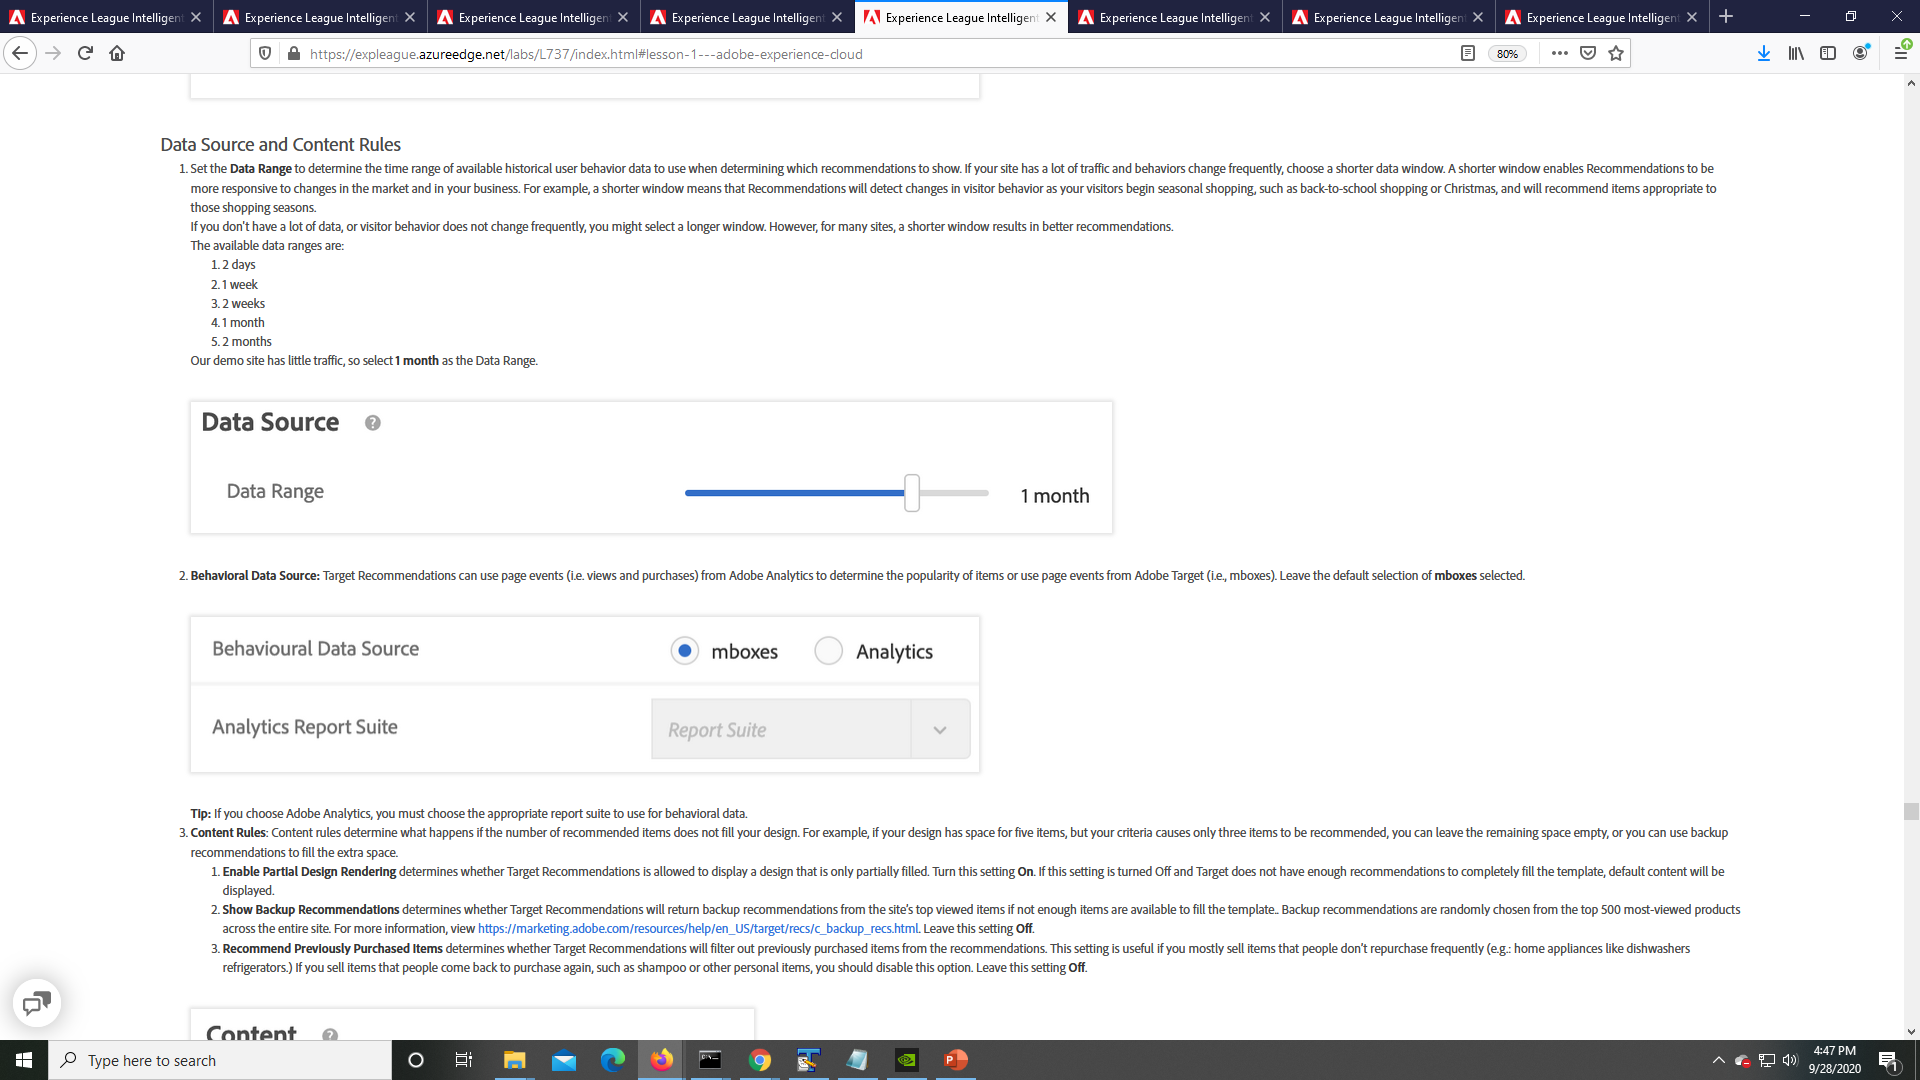 Experience League Intelligent
Experience League Intelligent
Experience League Intelligent
Experience League Intelligent
Experience League Intelligent
Experience League Intelligent
Experience League Intelligent
Experience League Intelligent
https://expleague.azureedge.net/labs/L737/index.html#lesson-1---adobe-experience-cloud
80%
Data Source and Content Rules
1. Set the Data Range to determine the time range of available historical user behavior data to use when determining which recommendations to show. If your site has a lot of traffic and behaviors change frequently, choose a shorter data window. A shorter window enables Recommendations to be
more responsive to changes in the market and in your business. For example, a shorter window means that Recommendations will detect changes in visitor behavior as your visitors begin seasonal shopping, such as back-to-school shopping or Christmas, and will recommend items appropriate to
those shopping seasons.
If you don't have a lot of data, or visitor behavior does not change frequently, you might select a longer window. However, for many sites, a shorter window results in better recommendations.
The available data ranges are:
1. 2 days
2. 1 week
3. 2 weeks
4. 1 month
5. 2 months
Our demo site has little traffic, so select 1 month as the Data Range.
Data Source ?
Data Range 1 month
2. Behavioral Data Source: Target Recommendations can use page events (i.e. views and purchases) from Adobe Analytics to determine the popularity of items or use page events from Adobe Target (i.e., mboxes). Leave the default selection of mboxes selected.
Behavioural Data Source mboxes Analytics
Analytics Report Suite Report Suite
Tip: If you choose Adobe Analytics, you must choose the appropriate report suite to use for behavioral data.
3. Content Rules: Content rules determine what happens if the number of recommended items does not fill your design. For example, if your design has space for five items, but your criteria causes only three items to be recommended, you can leave the remaining space empty, or you can use backup
recommendations to fill the extra space.
1. Enable Partial Design Rendering determines whether Target Recommendations is allowed to display a design that is only partially filled. Turn this setting On. If this setting is turned Off and Target does not have enough recommendations to completely fill the template, default content will be
displayed.
2. Show Backup Recommendations determines whether Target Recommendations will return backup recommendations from the site's top viewed items if not enough items are available to fill the template.. Backup recommendations are randomly chosen from the top 500 most-viewed products
across the entire site. For more information, view https://marketing.adobe.com/resources/help/en_US/target/recs/c_backup_recs.html. Leave this setting Off.
3. Recommend Previously Purchased Items determines whether Target Recommendations will filter out previously purchased items from the recommendations. This setting is useful if you mostly sell items that people don't repurchase frequently (e.g.: home appliances like dishwashers
refrigerators.) If you sell items that people come back to purchase again, such as shampoo or other personal items, you should disable this option. Leave this setting Off.
Content ?
Type here to search
4:47 PM
9/28/2020
1